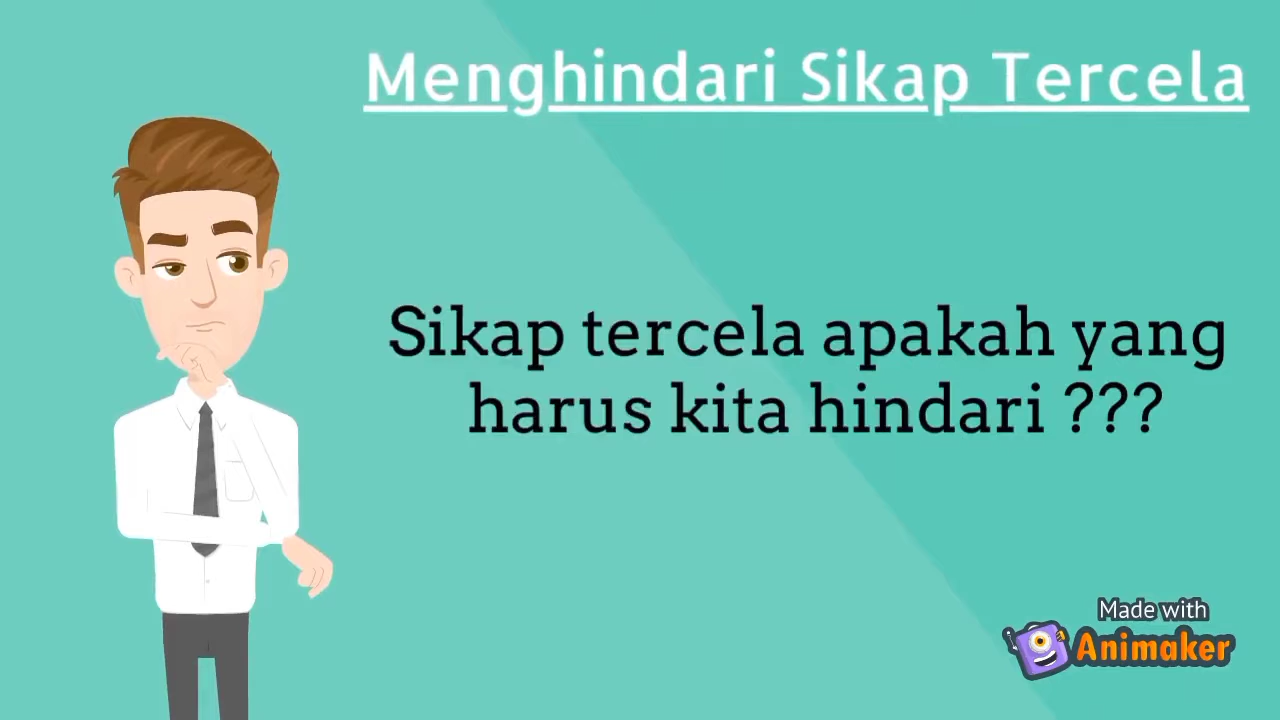 Menghindari Sikap Tercela
Sikap tercela apakah yang
harus kita hindari ???
Made with
Animaker